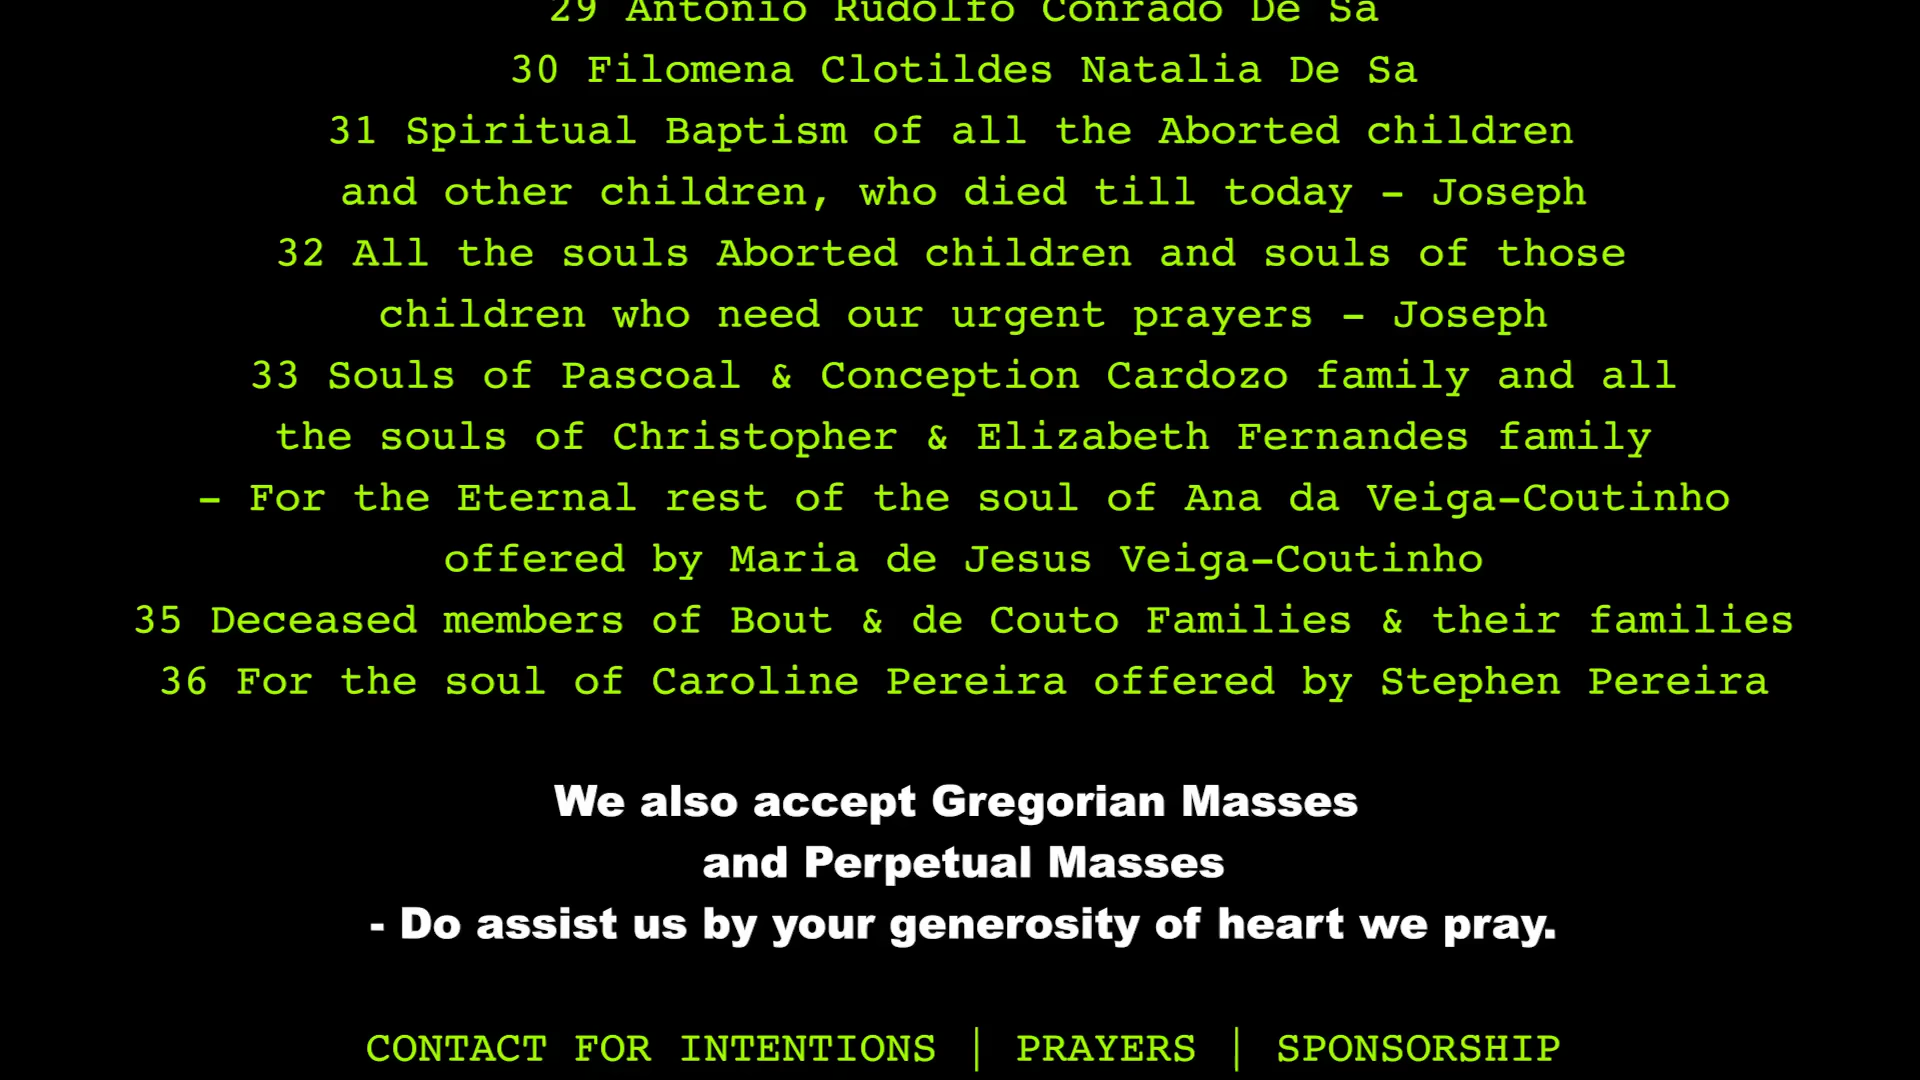 29 Antonio Rudolfo Conrado De Sa
30 Filomena Clotildes Natalia De Sa
31 Spiritual Baptism of all the Aborted children
and other children, who died till today - Joseph
32 All the souls Aborted children and souls of those
children who need our urgent prayers - Joseph
33 Souls of Pascoal & Conception Cardozo family and all
the souls of Christopher & Elizabeth Fernandes family
- For the Eternal rest of the soul of Ana da Veiga-Coutinho
offered by Maria de Jesus Veiga-Coutinho
35 Deceased members of Bout & de Couto Families & their families
36 For the soul of Caroline Pereira offered by Stephen Pereira
We also accept Gregorian Masses
and Perpetual Masses
- Do assist us by your generosity of heart we pray.
CONTACT FOR INTENTIONS | PRAYERS | SPONSORSHIP